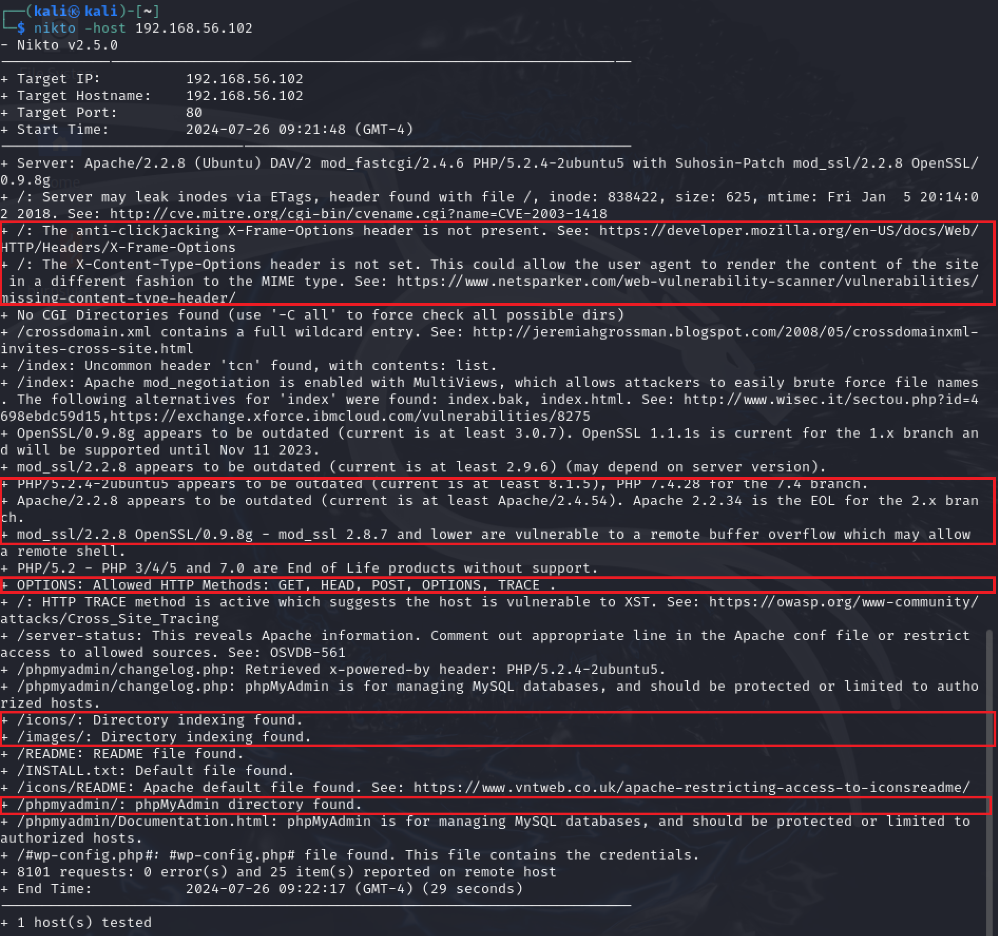 (kali㉿kali)-[~]
$ nikto -host 192.168.56.102
- Nikto v2.5.0
+ Target IP: 192.168.56.102
+ Target Hostname: 192.168.56.102
+ Target Port: 80
+ Start Time: 2024-07-26 09:21:48 (GMT-4)
+ Server: Apache/2.2.8 (Ubuntu) DAV/2 mod_fastcgi/2.4.6 PHP/5.2.4-2ubuntu5 with Suhosin-Patch mod_ssl/2.2.8 OpenSSL/
0.9.8g
+ /: Server may leak inodes via ETags, header found with file /, inode: 838422, size: 625, mtime: Fri Jan  5 20:14:0
2 2018. See: http://cve.mitre.org/cgi-bin/cvename.cgi?name=CVE-2003-1418
+ /: The anti-clickjacking X-Frame-Options header is not present. See: https://developer.mozilla.org/en-US/docs/Web/
HTTP/Headers/X-Frame-Options
+ /: The X-Content-Type-Options header is not set. This could allow the user agent to render the content of the site
 in a different fashion to the MIME type. See: https://www.netsparker.com/web-vulnerability-scanner/vulnerabilities/
missing-content-type-header/
+ No CGI Directories found (use '-C all' to force check all possible dirs)
+ /crossdomain.xml contains a full wildcard entry. See: http://jeremiahgrossman.blogspot.com/2008/05/crossdomainxml-
invites-cross-site.html
+ /index: Uncommon header 'tcn' found, with contents: list.
+ /index: Apache mod_negotiation is enabled with MultiViews, which allows attackers to easily brute force file names
. The following alternatives for 'index' were found: index.bak, index.html. See: http://www.wisec.it/sectou.php?id=4
698ebdc59d15,https://exchange.xforce.ibmcloud.com/vulnerabilities/8275
+ OpenSSL/0.9.8g appears to be outdated (current is at least 3.0.7). OpenSSL 1.1.1s is current for the 1.x branch an
d will be supported until Nov 11 2023.
+ mod_ssl/2.2.8 appears to be outdated (current is at least 2.9.6) (may depend on server version).
+ PHP/5.2.4-2ubuntu5 appears to be outdated (current is at least 8.1.5), PHP 7.4.28 for the 7.4 branch.
+ Apache/2.2.8 appears to be outdated (current is at least Apache/2.4.54). Apache 2.2.34 is the EOL for the 2.x bran
ch.
+ mod_ssl/2.2.8 OpenSSL/0.9.8g - mod_ssl 2.8.7 and lower are vulnerable to a remote buffer overflow which may allow
a remote shell.
+ PHP/5.2 - PHP 3/4/5 and 7.0 are End of Life products without support.
+ OPTIONS: Allowed HTTP Methods: GET, HEAD, POST, OPTIONS, TRACE .
+ /: HTTP TRACE method is active which suggests the host is vulnerable to XST. See: https://owasp.org/www-community/
attacks/Cross_Site_Tracing
+ /server-status: This reveals Apache information. Comment out appropriate line in the Apache conf file or restrict
access to allowed sources. See: OSVDB-561
+ /phpmyadmin/changelog.php: Retrieved x-powered-by header: PHP/5.2.4-2ubuntu5.
+ /phpmyadmin/changelog.php: phpMyAdmin is for managing MySQL databases, and should be protected or limited to autho
rized hosts.
+ /icons/: Directory indexing found.
+ /images/: Directory indexing found.
+ /README: README file found.
+ /INSTALL.txt: Default file found.
+ /icons/README: Apache default file found. See: https://www.vntweb.co.uk/apache-restricting-access-to-iconsreadme/
+ /phpmyadmin/: phpMyAdmin directory found.
+ /phpmyadmin/Documentation.html: phpMyAdmin is for managing MySQL databases, and should be protected or limited to
authorized hosts.
+ /#wp-config.php#: #wp-config.php# file found. This file contains the credentials.
+ 8101 requests: 0 error(s) and 25 item(s) reported on remote host
+ End Time: 2024-07-26 09:22:17 (GMT-4) (29 seconds)
+ 1 host(s) tested
File System
Home
burpsuite